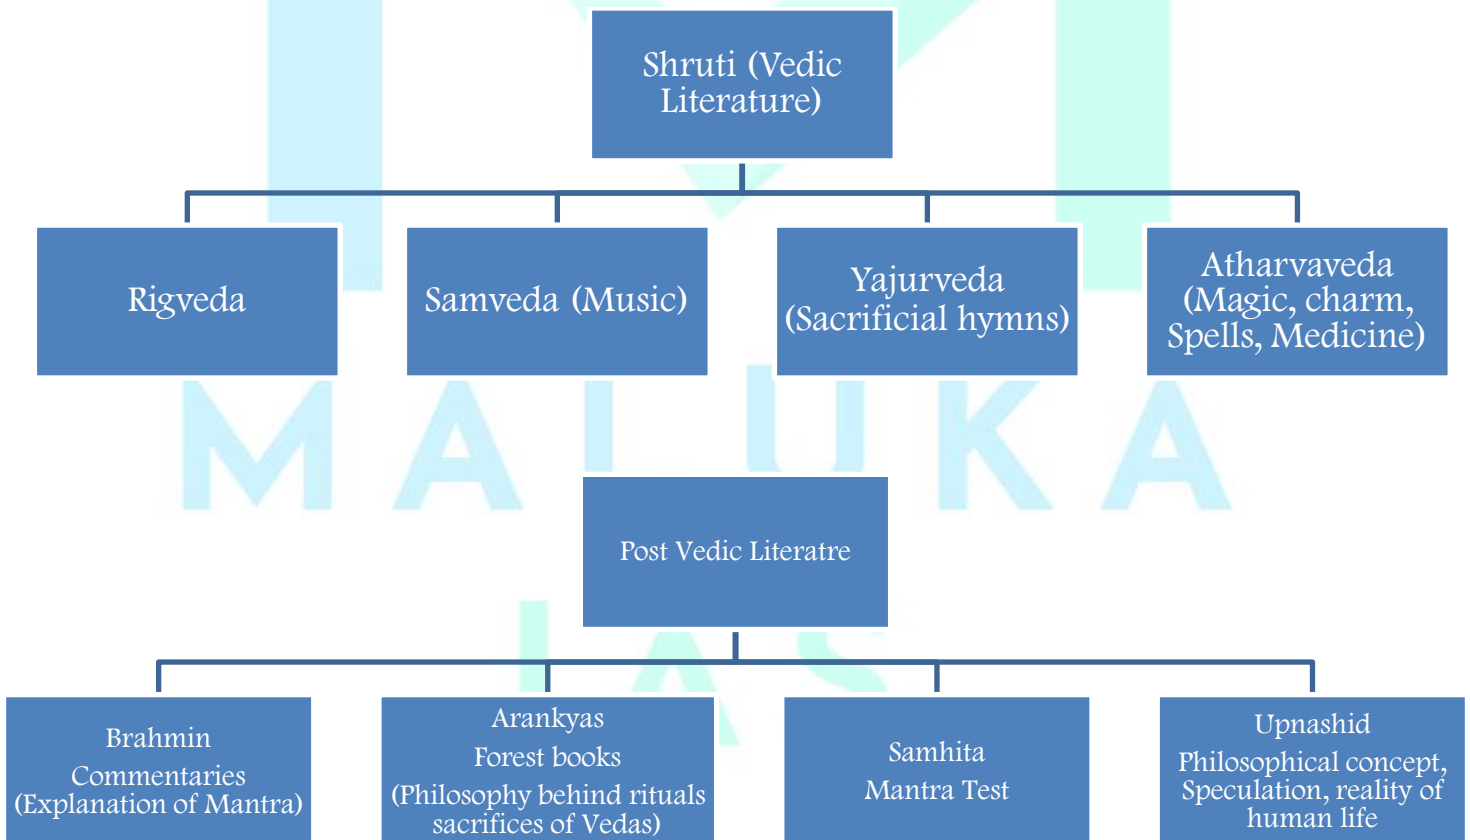 Shruti (Vedic
Literature)
Rigveda
Samveda (Music)
Yajurveda
(Sacrificial hymns)
Atharvaveda
(Magic, charm,
Spells, Medicine)
MALUKA
Post Vedic Literatre
IAS
Brahmin
Commentaries
(Explanation of Mantra)
Arankyas
Forest books
(Philosophy behind rituals
sacrifices of Vedas)
Samhita
Mantra Test
Upnashid
Philosophical concept,
Speculation, reality of
human life